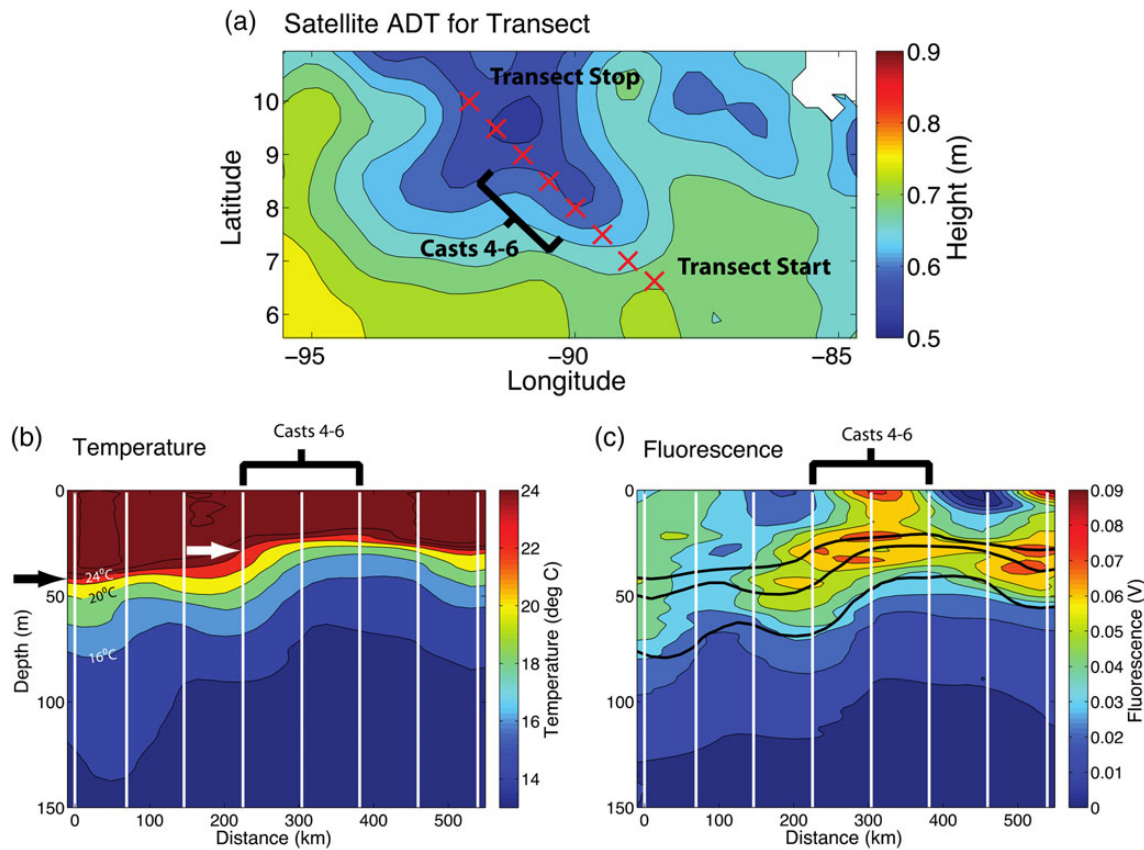 (a) Satellite ADT for Transect
Transect Stop
Casts 4-6
Transect Start
10
9
8
7
6
Latitude
−95
−90
−85
Longitude
0.9
0.8
0.7
0.6
0.5
Height (m)
(b) Temperature
Casts 4-6
24°C
20°C
16°C
0
50
100
150
Depth (m)
0 100 200 300 400 500
Distance (km)
24
22
20
18
16
14
Temperature (deg C)
(c) Fluorescence
Casts 4-6
0
50
100
150
0 100 200 300 400 500
Distance (km)
0.09
0.08
0.07
0.06
0.05
0.04
0.03
0.02
0.01
0
Fluorescence (V)